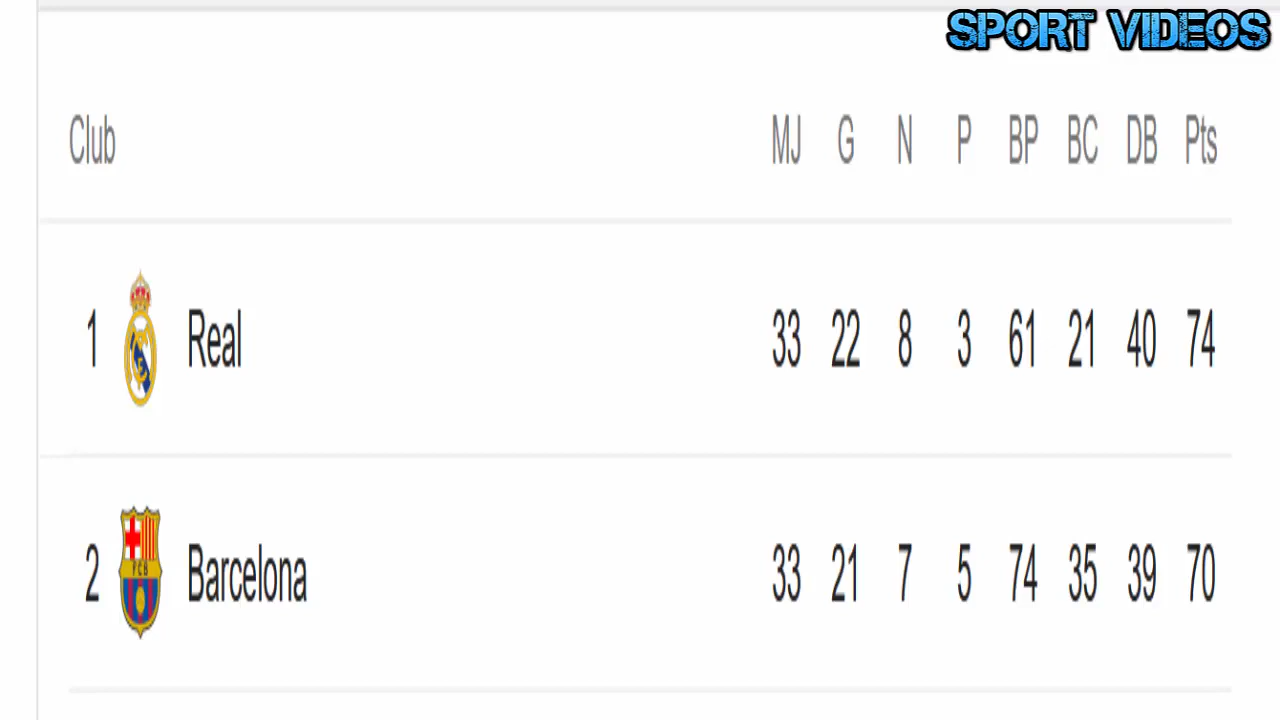 SPORT VIDEOS
Club MJ G N P BP BC DB Pts
1 Real 33 22 8 3 61 21 40 74
FCB
2 Barcelona 33 21 7 5 74 35 39 70